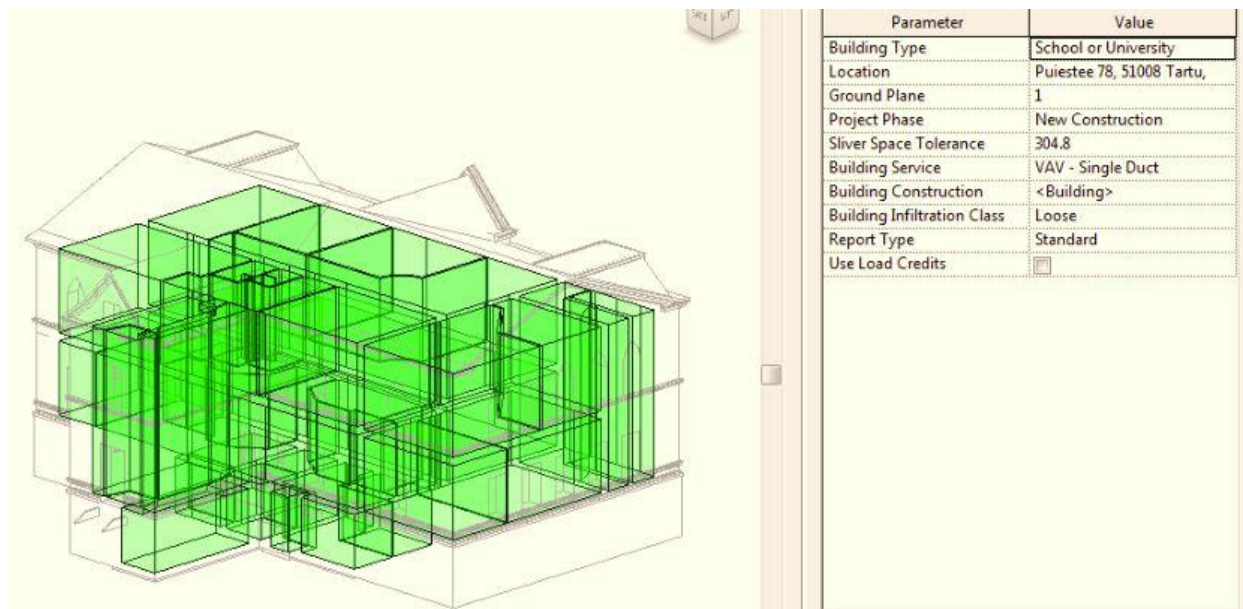 Parameter Value
Building Type School or University
Location Puiestee 78, 51008 Tartu,
Ground Plane 1
Project Phase New Construction
Sliver Space Tolerance 304.8
Building Service VAV - Single Duct
Building Construction <Building>
Building Infiltration Class Loose
Report Type Standard
Use Load Credits